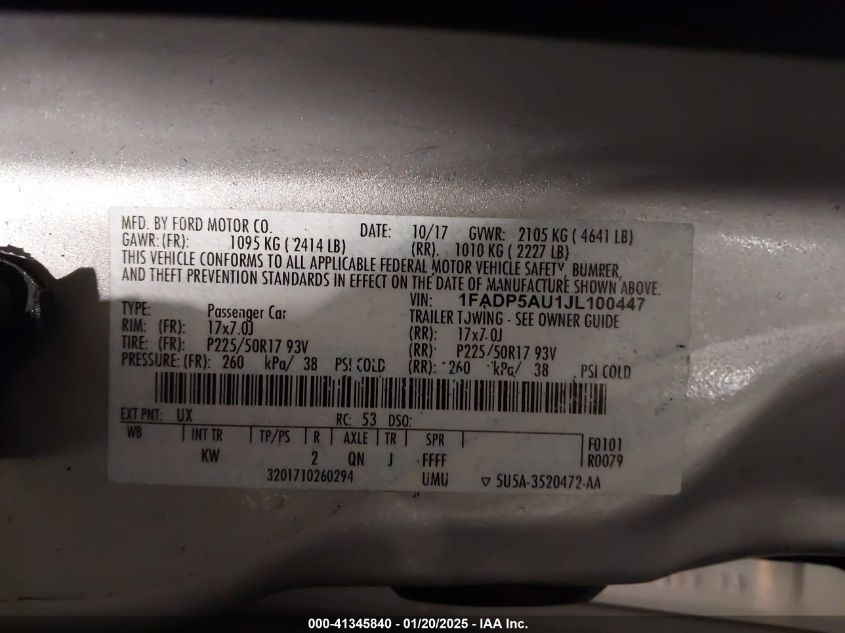 MFD. BY FORD MOTOR CO. DATE: 10/17 GVWR: 2105 KG ( 4641 LB)
GAWR: (FR): 1095 KG ( 2414 LB) (RR). 1010 KG ( 2227 LB)
THIS VEHICLE CONFORMS TO ALL APPLICABLE FEDERAL MOTOR VEHICLE SAFETY, BUMPER,
AND THEFT PREVENTION STANDARDS IN EFFECT ON THE DATE OF MANUFACTURE SHOWN ABOVE.
VIN: 1FADP5AU1JL100447
TYPE: Passenger Car TRAILER TOWING - SEE OWNER GUIDE
RIM: (FR): 17x7.0J (RR): 17x7.0J
TIRE: (FR): P225/50R17 93V (RR): P225/50R17 93V
PRESSURE: (FR): 260 kPa/ 38 PSI COLD (RR): 260 kPa/ 38 PSI COLD
EXT PNT: UX RC: 53 DSO:
WB INT TR TP/PS R AXLE TR SPR F0101
KW 2 QN J FFFF R0079
3201710260294 UMU ▽ 5U5A-3520472-AA
000-41345840 - 01/20/2025 - IAA Inc.